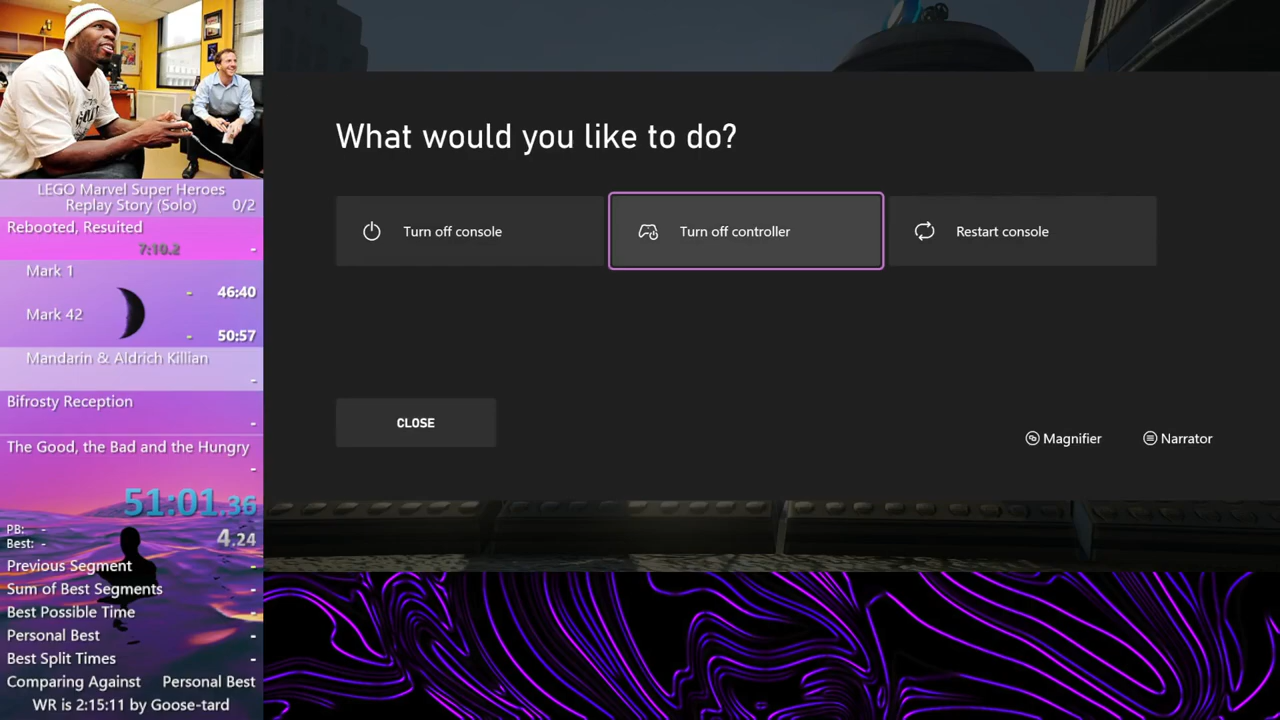 LEGO Marvel Super Heroes
Replay Story (Solo) 0/2
Rebooted, Resuited
7:10.2 -
Mark 1
- 46:40
Mark 42
- 50:57
Mandarin & Aldrich Killian
-
Bifrosty Reception
-
The Good, the Bad and the Hungry
-
51:01.36
PB: -
Best: -
4.24
Previous Segment -
Sum of Best Segments -
Best Possible Time -
Personal Best -
Best Split Times -
Comparing Against Personal Best
WR is 2:15:11 by Goose-tard
What would you like to do?
Turn off console
Turn off controller
Restart console
CLOSE
Magnifier
Narrator